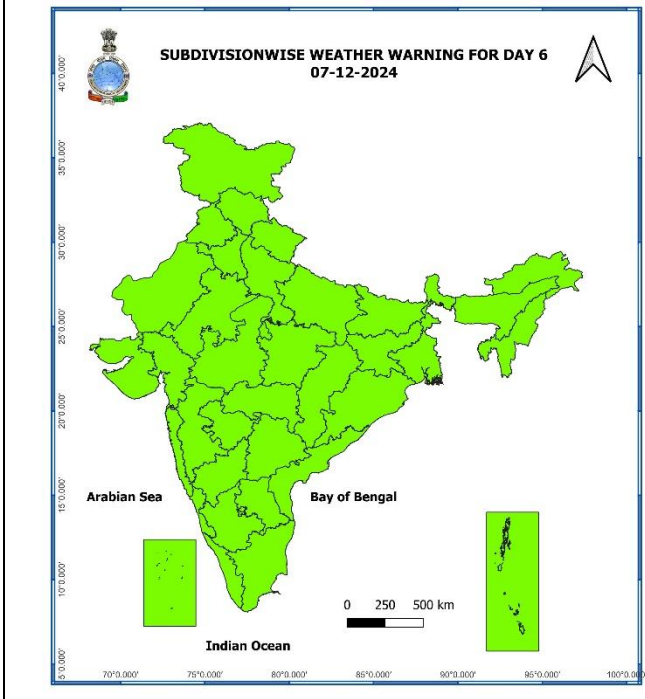 SUBDIVISIONWISE WEATHER WARNING FOR DAY 6
07-12-2024
40°0.000'
35°0.000'
30°0.000'
25°0.000'
20°0.000'
15°0.000'
10°0.000'
5°0.000'
Arabian Sea
Bay of Bengal
0 250 500 km
Indian Ocean
70°0.000' 75°0.000' 80°0.000' 85°0.000' 90°0.000' 95°0.000' 100°0.000'